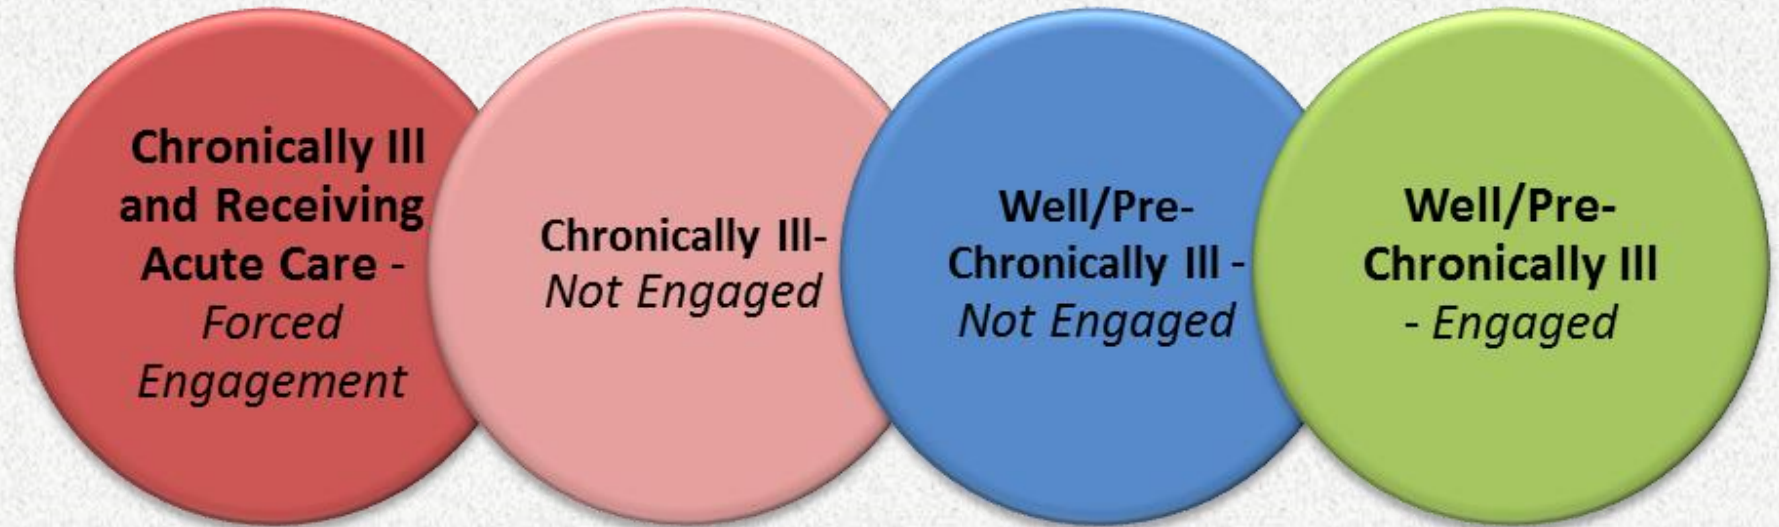 Chronically Ill
and Receiving
Acute Care -
Forced
Engagement
Chronically Ill-
Not Engaged
Well/Pre-
Chronically Ill -
Not Engaged
Well/Pre-
Chronically Ill
- Engaged